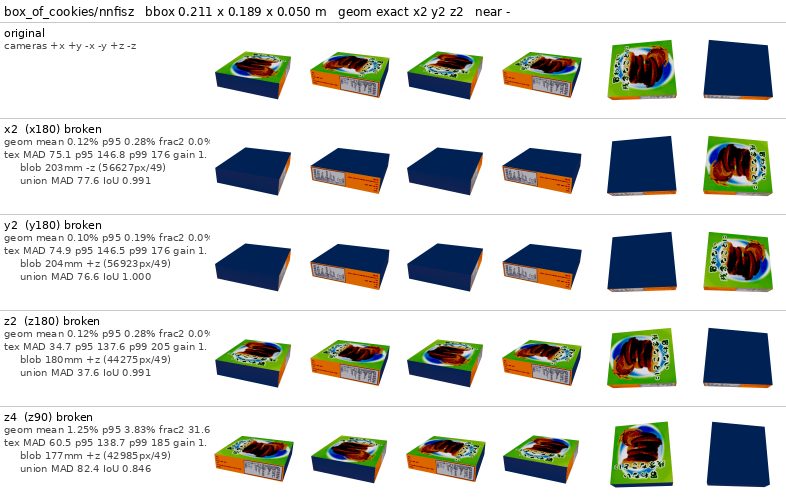 box_of_cookies/nnfisz   bbox 0.211 x 0.189 x 0.050 m   geom exact x2 y2 z2   near -
original
cameras +x +y -x -y +z -z
x2  (x180) broken
geom mean 0.12% p95 0.28% frac2 0.0%
tex MAD 75.1 p95 146.8 p99 176 gain 1.
blob 203mm -z (56627px/49)
union MAD 77.6 IoU 0.991
y2  (y180) broken
geom mean 0.10% p95 0.19% frac2 0.0%
tex MAD 74.9 p95 146.5 p99 176 gain 1.
blob 204mm +z (56923px/49)
union MAD 76.6 IoU 1.000
z2  (z180) broken
geom mean 0.12% p95 0.28% frac2 0.0%
tex MAD 34.7 p95 137.6 p99 205 gain 1.
blob 180mm +z (44275px/49)
union MAD 37.6 IoU 0.991
z4  (z90) broken
geom mean 1.25% p95 3.83% frac2 31.6
tex MAD 60.5 p95 138.7 p99 185 gain 1.
blob 177mm +z (42985px/49)
union MAD 82.4 IoU 0.846